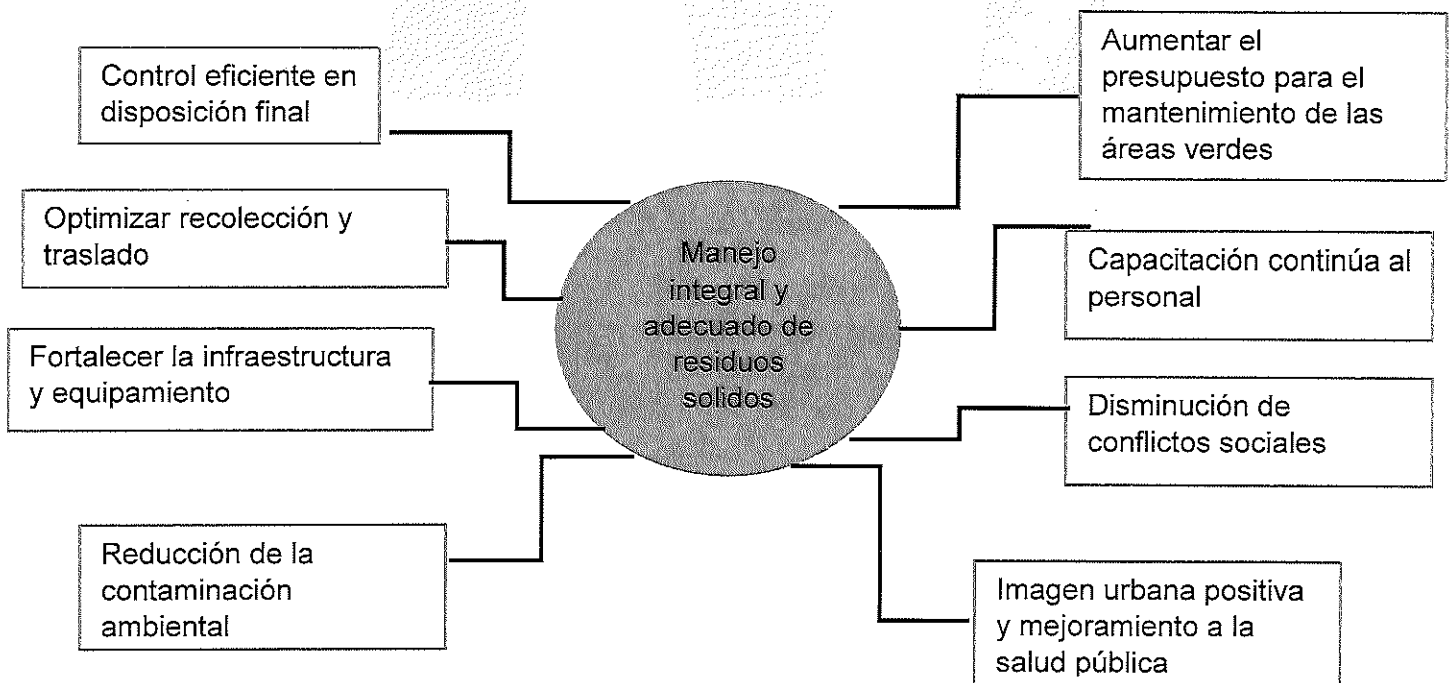 Control eficiente en
disposición final
Optimizar recolección y
traslado
Fortalecer la infraestructura
y equipamiento
Reducción de la
contaminación
ambiental
Manejo
integral y
adecuado de
residuos
solidos
Aumentar el
presupuesto para el
mantenimiento de las
áreas verdes
Capacitación continúa al
personal
Disminución de
conflictos sociales
Imagen urbana positiva
y mejoramiento a la
salud pública